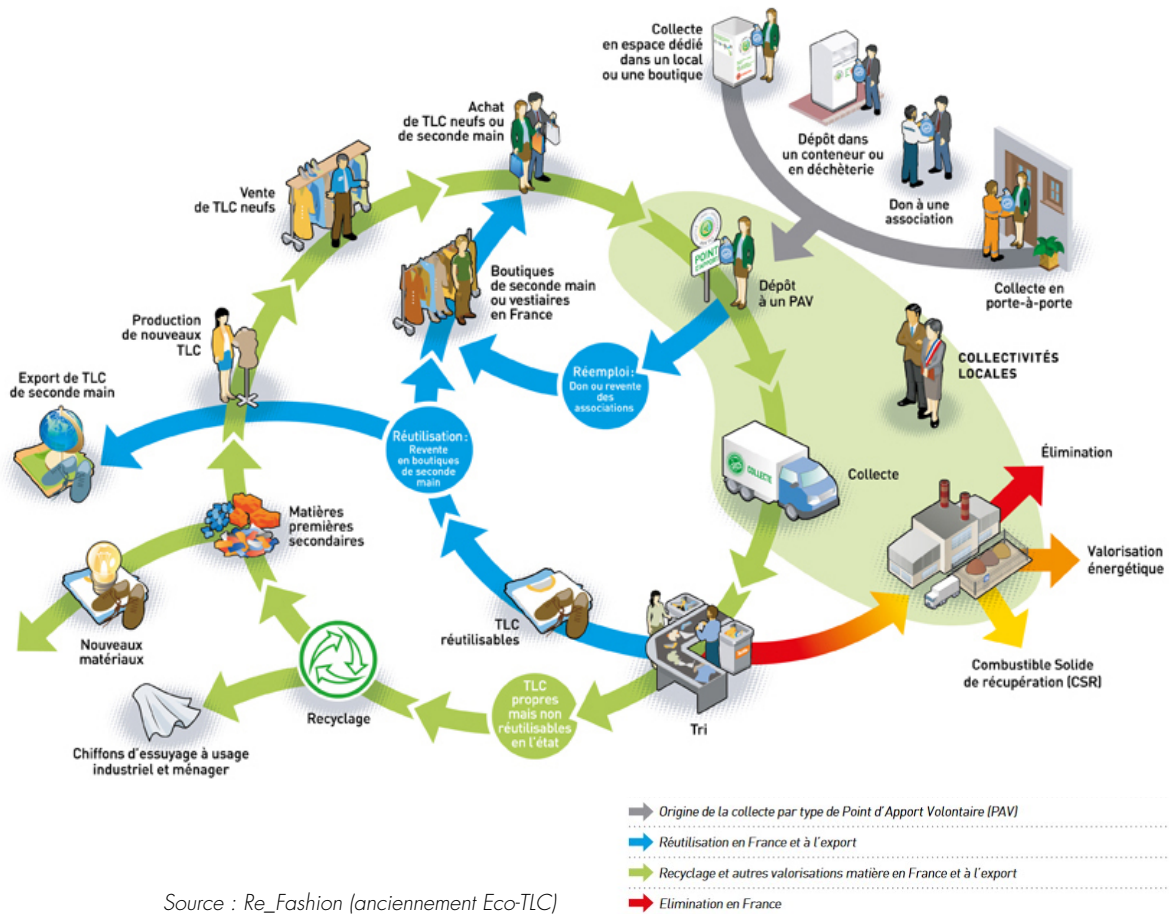 Collecte
en espace dédié
dans un local
ou une boutique
Dépôt dans
un conteneur ou
en déchèterie
Don à une
association
Collecte en
porte-à-porte
Achat
de TLC neufs ou
de seconde main
Vente
de TLC neufs
Boutiques
de seconde main
ou vestiaires
en France
POINT
D'APPORT
Dépôt
à un PAV
Production
de nouveaux
TLC
COLLECTIVITÉS
LOCALES
Réemploi :
Don ou revente
des
associations
Export de TLC
de seconde main
Réutilisation :
Revente
en boutiques
de seconde
main
COLLECTE
Collecte
Élimination
Matières
premières
secondaires
Valorisation
énergétique
Nouveaux
matériaux
TLC
réutilisables
Combustible Solide
de récupération (CSR)
Recyclage
TLC
propres
mais non
réutilisables
en l'état
Tri
Chiffons d'essuyage à usage
industriel et ménager
Origine de la collecte par type de Point d'Apport Volontaire (PAV)
Réutilisation en France et à l'export
Recyclage et autres valorisations matière en France et à l'export
Elimination en France
Source : Re_Fashion (anciennement Eco-TLC)